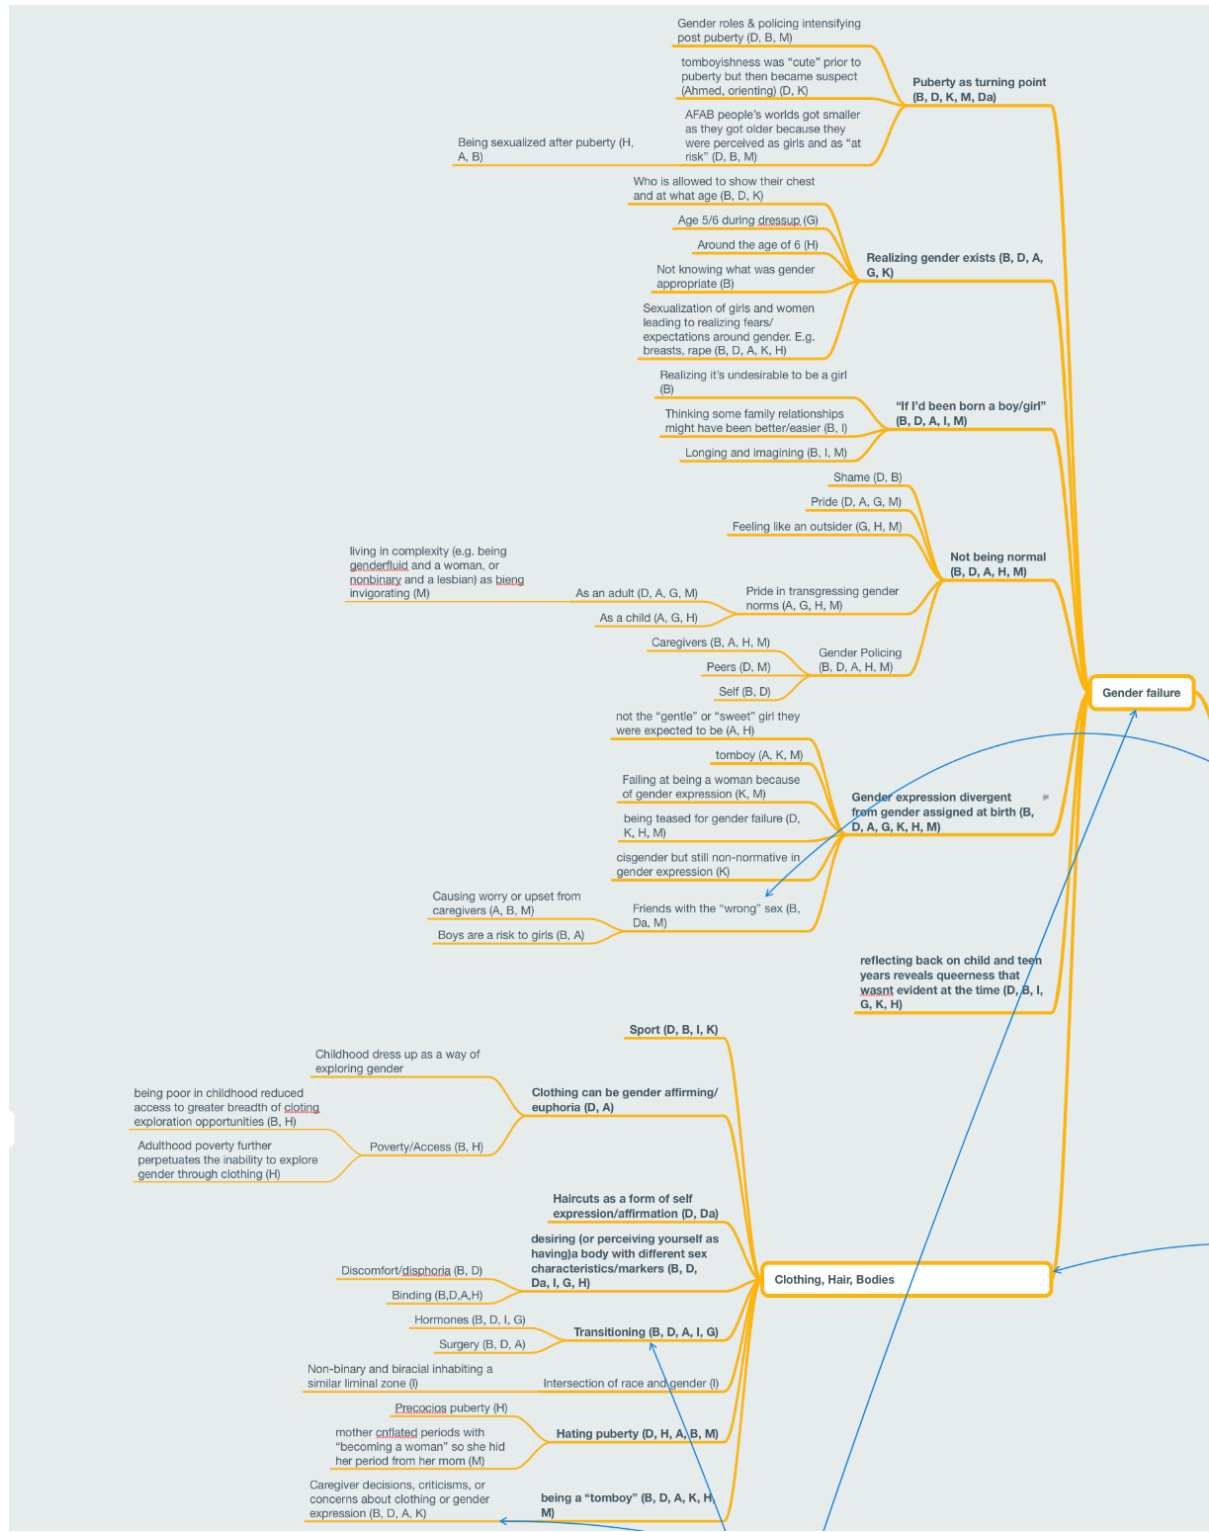 Gender roles & policing intensifying
post puberty (D, B, M)
tomboyishness was “cute” prior to
puberty but then became suspect
(Ahmed, orienting) (D, K)
Puberty as turning point
(B, D, K, M, Da)
AFAB people’s worlds got smaller
as they got older because they
were perceived as girls and as “at
risk” (D, B, M)
Being sexualized after puberty (H,
A, B)
Who is allowed to show their chest
and at what age (B, D, K)
Age 5/6 during dressup (G)
Around the age of 6 (H)
Not knowing what was gender
appropriate (B)
Realizing gender exists (B, D, A,
G, K)
Sexualization of girls and women
leading to realizing fears/
expectations around gender. E.g.
breasts, rape (B, D, A, K, H)
Realizing it’s undesirable to be a girl
(B)
Thinking some family relationships
might have been better/easier (B, I)
Longing and imagining (B, I, M)
“If I’d been born a boy/girl”
(B, D, A, I, M)
Shame (D, B)
Pride (D, A, G, M)
Feeling like an outsider (G, H, M)
Not being normal
(B, D, A, H, M)
living in complexity (e.g. being
genderfluid and a woman, or
nonbinary and a lesbian) as bieng
invigorating (M)
As an adult (D, A, G, M)
As a child (A, G, H)
Pride in transgressing gender
norms (A, G, H, M)
Caregivers (B, A, H, M)
Peers (D, M)
Self (B, D)
Gender Policing
(B, D, A, H, M)
Gender failure
not the “gentle” or “sweet” girl they
were expected to be (A, H)
tomboy (A, K, M)
Failing at being a woman because
of gender expression (K, M)
being teased for gender failure (D,
K, H, M)
cisgender but still non-normative in
gender expression (K)
Gender expression divergent
from gender assigned at birth (B,
D, A, G, K, H, M)
Causing worry or upset from
caregivers (A, B, M)
Boys are a risk to girls (B, A)
Friends with the “wrong” sex (B,
Da, M)
reflecting back on child and teen
years reveals queerness that
wasnt evident at the time (D, B, I,
G, K, H)
Sport (D, B, I, K)
Childhood dress up as a way of
exploring gender
Clothing can be gender affirming/
euphoria (D, A)
being poor in childhood reduced
access to greater breadth of cloting
exploration opportunities (B, H)
Adulthood poverty further
perpetuates the inability to explore
gender through clothing (H)
Poverty/Access (B, H)
Haircuts as a form of self
expression/affirmation (D, Da)
desiring (or perceiving yourself as
having)a body with different sex
characteristics/markers (B, D,
Da, I, G, H)
Discomfort/disphoria (B, D)
Binding (B,D,A,H)
Clothing, Hair, Bodies
Hormones (B, D, I, G)
Surgery (B, D, A)
Transitioning (B, D, A, I, G)
Non-binary and biracial inhabiting a
similar liminal zone (I)
Intersection of race and gender (I)
Precocios puberty (H)
mother cnflated periods with
“becoming a woman” so she hid
her period from her mom (M)
Hating puberty (D, H, A, B, M)
Caregiver decisions, criticisms, or
concerns about clothing or gender
expression (B, D, A, K)
being a “tomboy” (B, D, A, K, H,
M)